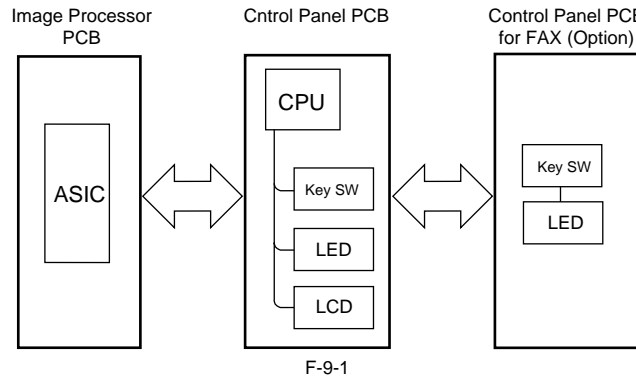 Image Processor
PCB
Cntrol Panel PCB
Control Panel PCB
for FAX (Option)
CPU
ASIC
Key SW
LED
LCD
Key SW
LED
F-9-1